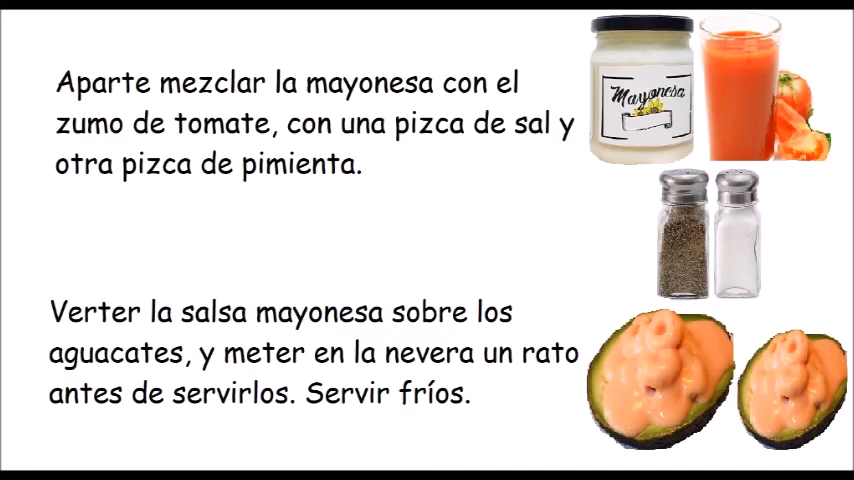 Aparte mezclar la mayonesa con el
zumo de tomate, con una pizca de sal y
otra pizca de pimienta.
Mayonesa
Verter la salsa mayonesa sobre los
aguacates, y meter en la nevera un rato
antes de servirlos. Servir fríos.